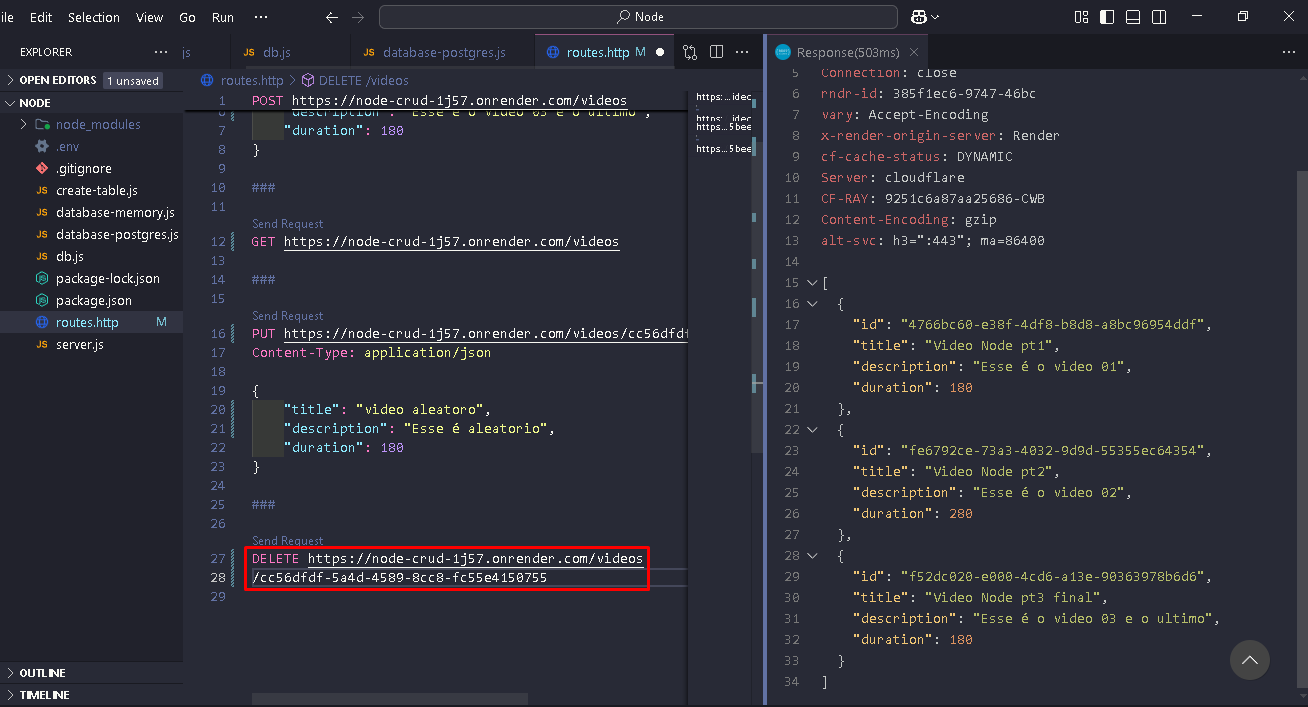 ile Edit Selection View Go Run ··· Node
EXPLORER ···
OPEN EDITORS 1 unsaved
NODE
node_modules
.env
.gitignore
create-table.js
database-memory.js
database-postgres.js
db.js
package-lock.json
package.json
routes.http M
server.js
OUTLINE
TIMELINE
js JS db.js JS database-postgres.js routes.http M
routes.http > DELETE /videos
1 POST https://node-crud-1j57.onrender.com/videos
6 "description": "Esse é o video 03 e o ultimo",
7 "duration": 180
8 }
9
10 ###
11
Send Request
12 GET https://node-crud-1j57.onrender.com/videos
13
14 ###
15
Send Request
16 PUT https://node-crud-1j57.onrender.com/videos/cc56dfdf
17 Content-Type: application/json
18
19 {
20 "title": "video aleatoro",
21 "description": "Esse é aleatorio",
22 "duration": 180
23 }
24
25 ###
26
Send Request
27 DELETE https://node-crud-1j57.onrender.com/videos
28 /cc56dfdf-5a4d-4589-8cc8-fc55e4150755
29
Response(503ms)
5 Connection: close
6 rndr-id: 385f1ec6-9747-46bc
7 vary: Accept-Encoding
8 x-render-origin-server: Render
9 cf-cache-status: DYNAMIC
10 Server: cloudflare
11 CF-RAY: 9251c6a87aa25686-CWB
12 Content-Encoding: gzip
13 alt-svc: h3=":443"; ma=86400
14
15 [
16 {
17 "id": "4766bc60-e38f-4df8-b8d8-a8bc96954ddf",
18 "title": "Video Node pt1",
19 "description": "Esse é o video 01",
20 "duration": 180
21 },
22 {
23 "id": "fe6792ce-73a3-4032-9d9d-55355ec64354",
24 "title": "Video Node pt2",
25 "description": "Esse é o video 02",
26 "duration": 280
27 },
28 {
29 "id": "f52dc020-e000-4cd6-a13e-90363978b6d6",
30 "title": "Video Node pt3 final",
31 "description": "Esse é o video 03 e o ultimo",
32 "duration": 180
33 }
34 ]